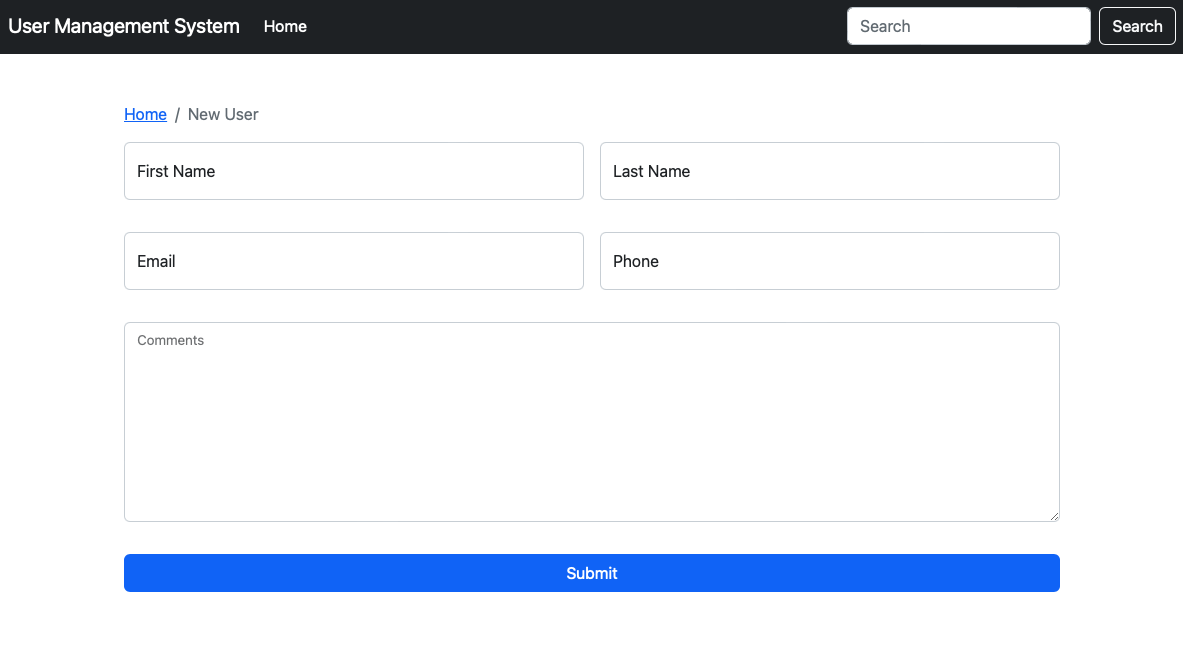 User Management System Home Search Search
Home / New User
First Name Last Name
Email Phone
Comments
Submit